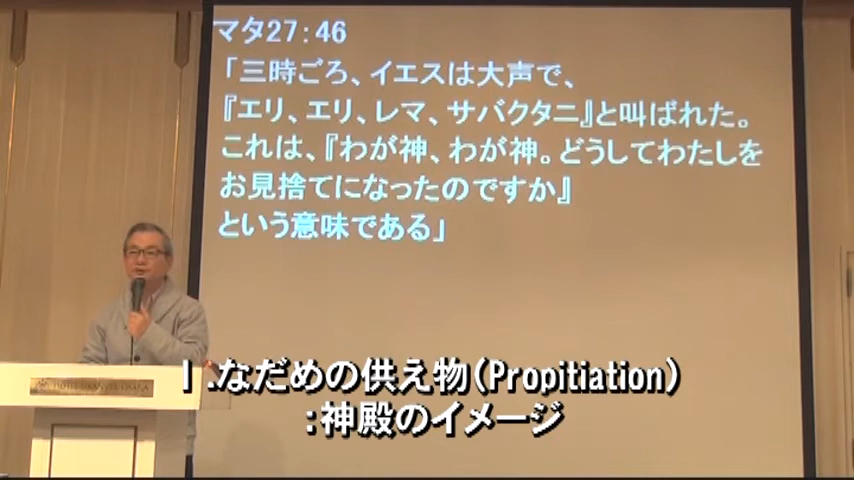 マタ27:46
「三時ごろ、イエスは大声で、
『エリ、エリ、レマ、サバクタニ』と叫ばれた。
これは、『わが神、わが神。どうしてわたしを
お見捨てになったのですか』
という意味である」
Ⅰ.なだめの供え物(Propitiation)
:神殿のイメージ